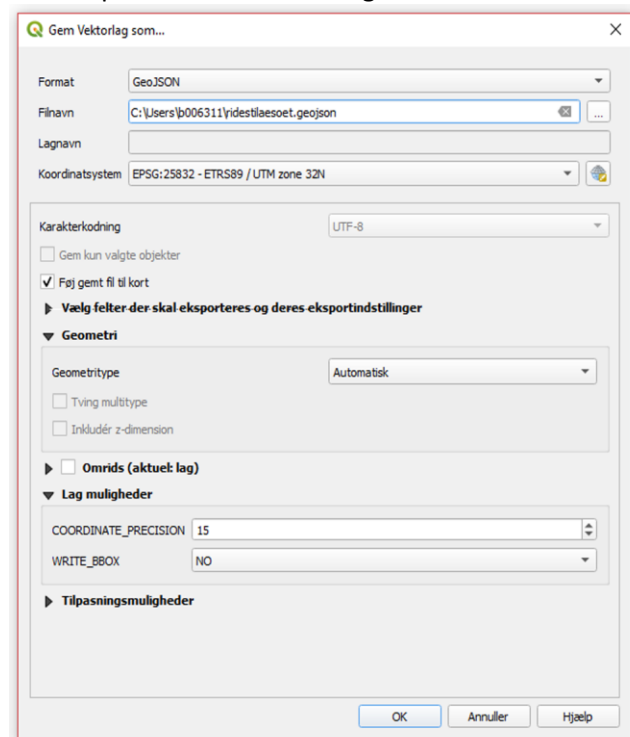 Gem Vektorlag som...
Format GeoJSON
Filnavn C:\Users\b006311\ridestilaesoet.geojson ...
Lagnavn
Koordinatsystem EPSG:25832 - ETRS89 / UTM zone 32N
Karakterkodning UTF-8
Gem kun valgte objekter
Føj gemt fil til kort
Vælg felter der skal eksporteres og deres eksportindstillinger
Geometri
Geometritype Automatisk
Tving multitype
Inkludér z-dimension
Omrids (aktuel: lag)
Lag muligheder
COORDINATE_PRECISION 15
WRITE_BBOX NO
Tilpasningsmuligheder
OK Annuller Hjælp